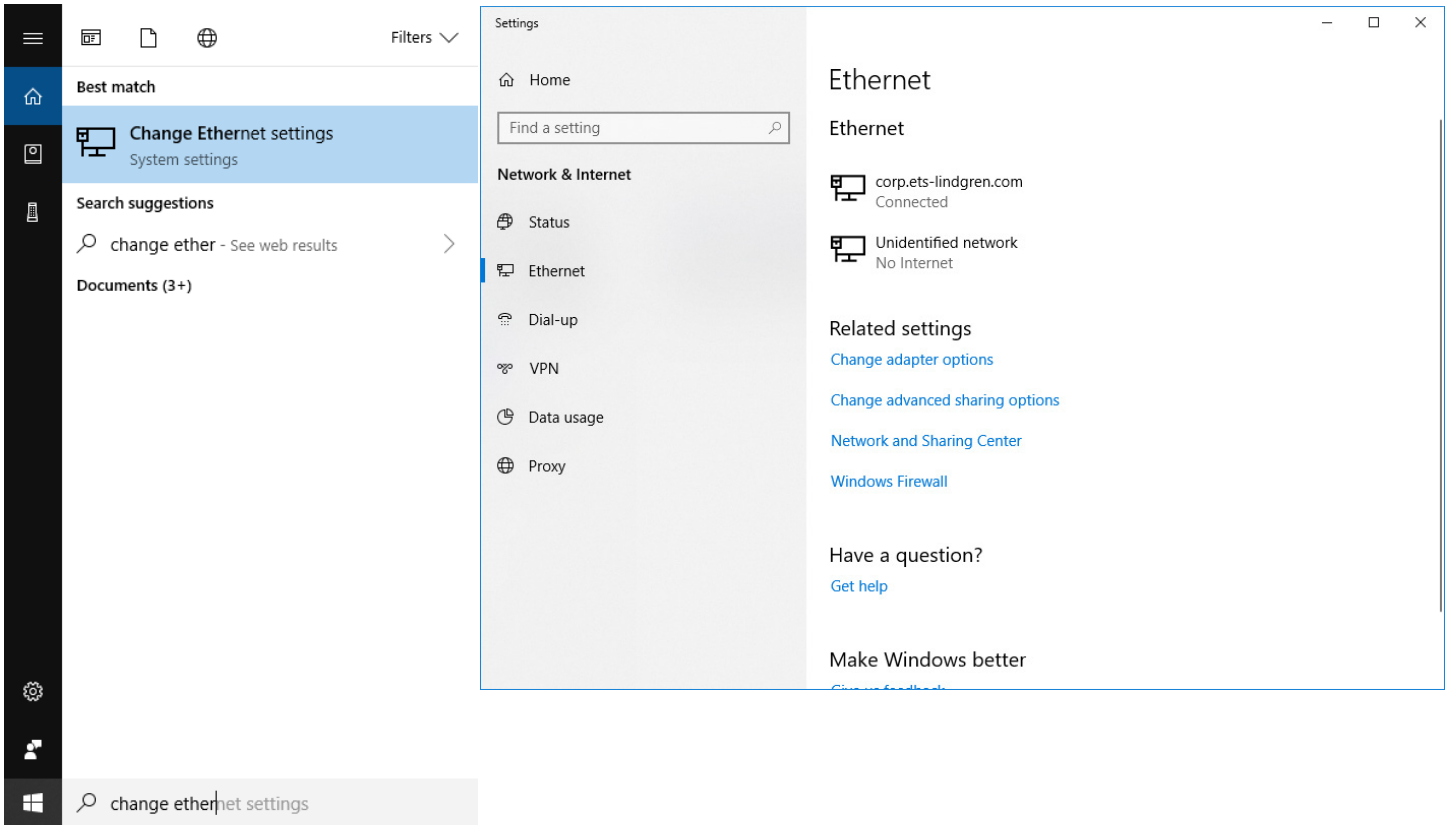 Filters
Best match
Change Ethernet settings
System settings
Search suggestions
change ether - See web results
Documents (3+)
change ethernet settings
Settings
Home
Find a setting
Network & Internet
Status
Ethernet
Dial-up
VPN
Data usage
Proxy
Ethernet
Ethernet
corp.ets-lindgren.com
Connected
Unidentified network
No Internet
Related settings
Change adapter options
Change advanced sharing options
Network and Sharing Center
Windows Firewall
Have a question?
Get help
Make Windows better
Give us feedback